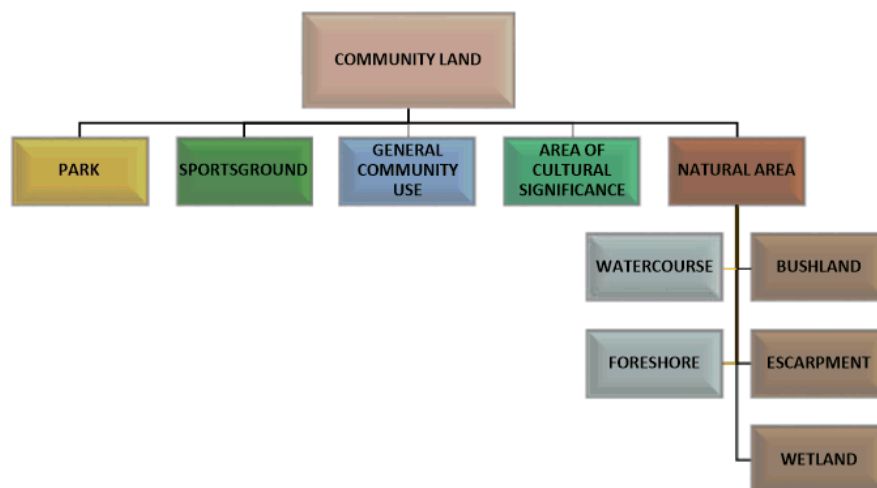 COMMUNITY LAND
PARK
SPORTSGROUND
GENERAL
COMMUNITY
USE
AREA OF
CULTURAL
SIGNIFICANCE
NATURAL AREA
WATERCOURSE
BUSHLAND
FORESHORE
ESCARPMENT
WETLAND